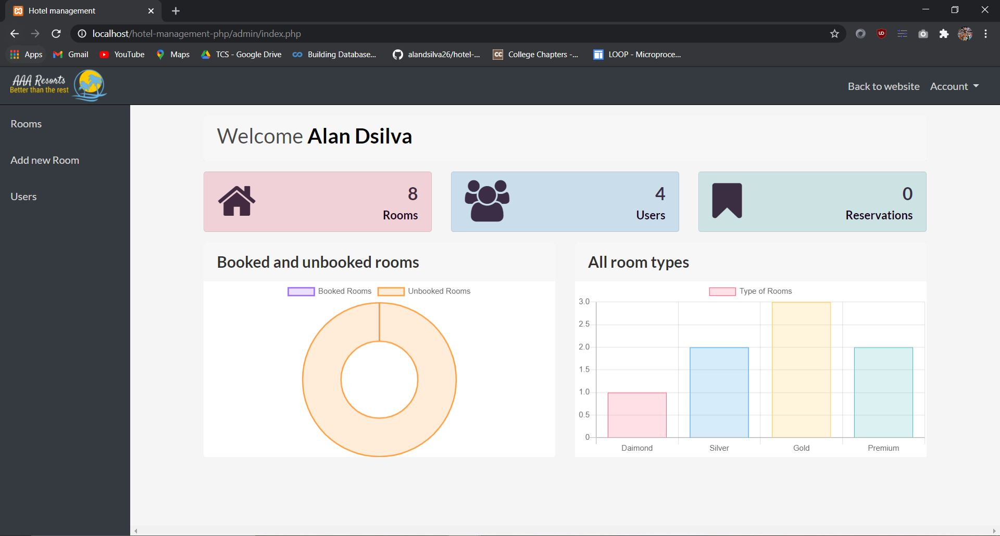 Hotel management
localhost/hotel-management-php/admin/index.php
Apps
Gmail
YouTube
Maps
TCS - Google Drive
Building Database...
alandsilva26/hotel-...
CC
College Chapters -...
LOOP - Microproce...
AAA Resorts
Better than the rest
Back to website
Account
Rooms
Add new Room
Users
Welcome Alan Dsilva
8
Rooms
4
Users
0
Reservations
Booked and unbooked rooms
Booked Rooms
Unbooked Rooms
All room types
Type of Rooms
3.0
2.5
2.0
1.5
1.0
0.5
0
Daimond
Silver
Gold
Premium